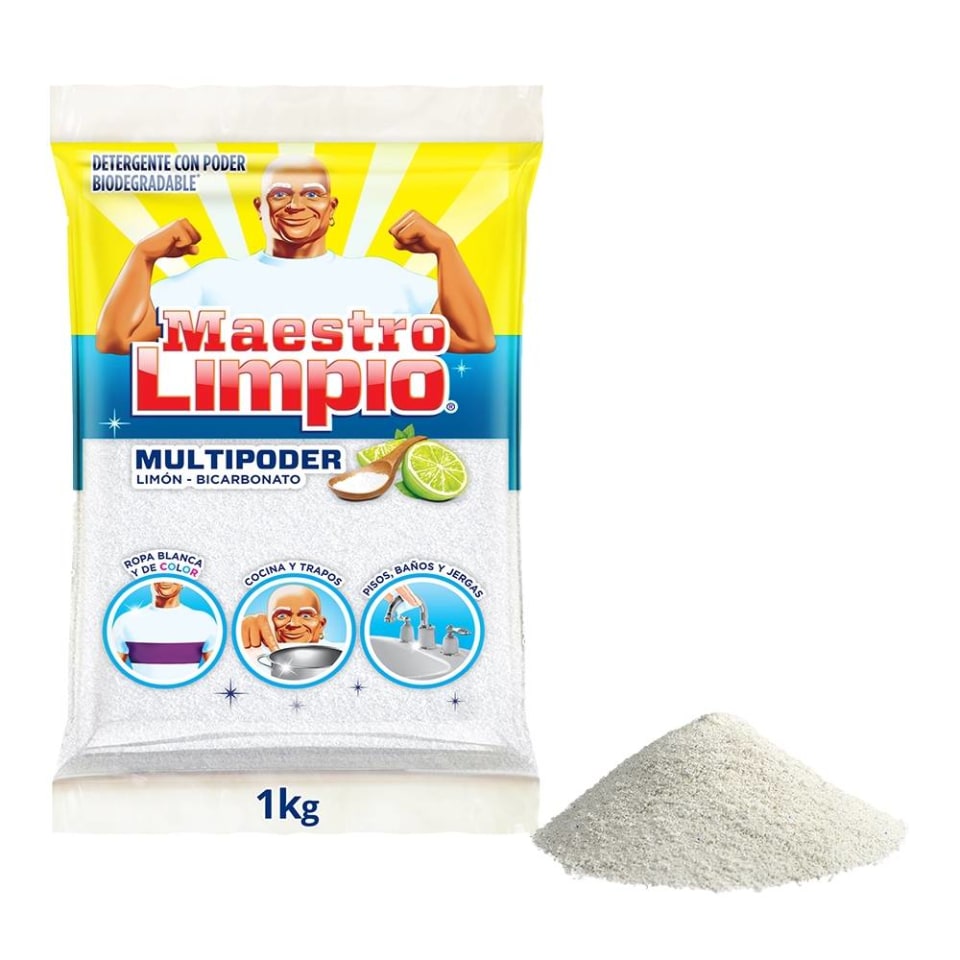 DETERGENTE CON PODER
BIODEGRADABLE*
Maestro
Limpio®
MULTIPODER
LIMÓN - BICARBONATO
ROPA BLANCA
Y DE COLOR
COCINA Y TRAPOS
PISOS, BAÑOS Y JERGAS
1kg